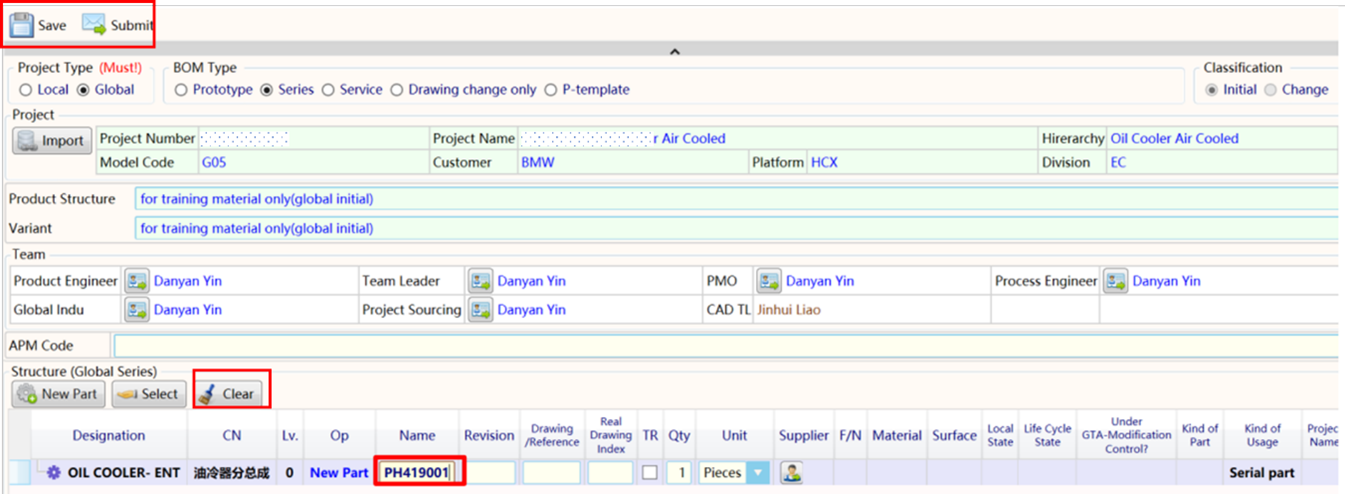 Save Submit
Project Type (Must!) BOM Type Classification
Local Global Prototype Series Service Drawing change only P-template Initial Change
Project
Import Project Number Project Name r Air Cooled Hirerarchy Oil Cooler Air Cooled
Model Code G05 Customer BMW Platform HCX Division EC
Product Structure for training material only(global initial)
Variant for training material only(global initial)
Team
Product Engineer Danyan Yin Team Leader Danyan Yin PMO Danyan Yin Process Engineer Danyan Yin
Global Indu Danyan Yin Project Sourcing Danyan Yin CAD TL Jinhui Liao
APM Code
Structure (Global Series)
New Part Select Clear
Designation CN Lv. Op Name Revision Drawing /Reference Real Drawing Index TR Qty Unit Supplier F/N Material Surface Local State Life Cycle State Under GTA-Modification Control? Kind of Part Kind of Usage Projec Name
OIL COOLER- ENT 油冷器分总成 0 New Part PH419001 1 Pieces Serial part